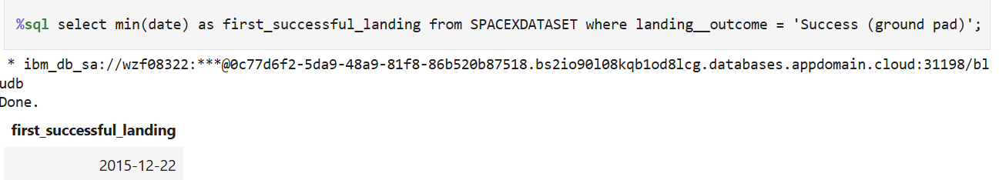 %sql select min(date) as first_successful_landing from SPACEXDATASET where landing__outcome = 'Success (ground pad)';
* ibm_db_sa://wzf08322:***@0c77d6f2-5da9-48a9-81f8-86b520b87518.bs2io90l08kqb1od8lcg.databases.appdomain.cloud:31198/bl
udb
Done.
first_successful_landing
2015-12-22